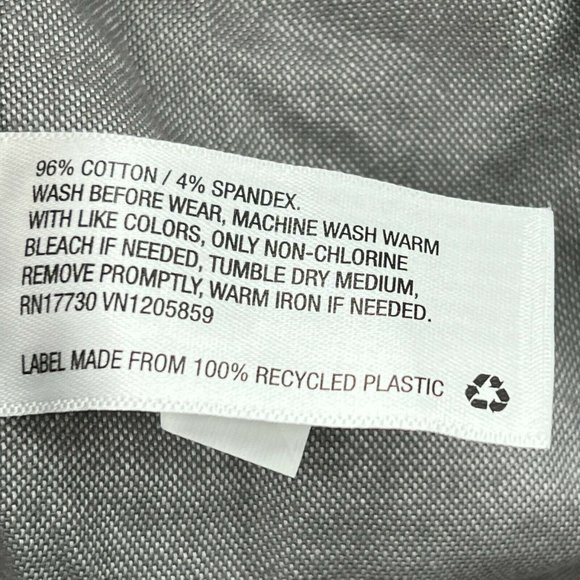 96% COTTON / 4% SPANDEX.
WASH BEFORE WEAR, MACHINE WASH WARM
WITH LIKE COLORS, ONLY NON-CHLORINE
BLEACH IF NEEDED, TUMBLE DRY MEDIUM,
REMOVE PROMPTLY, WARM IRON IF NEEDED.
RN17730 VN1205859
LABEL MADE FROM 100% RECYCLED PLASTIC